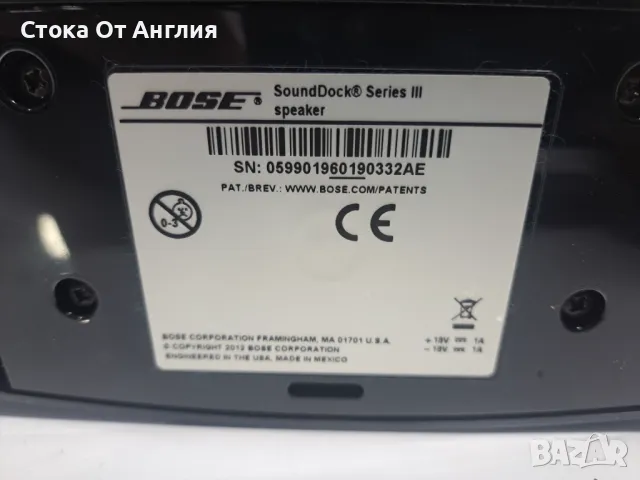 Стока От Англия
BOSE®
SoundDock® Series III
speaker
SN: 059901960190332AE
PAT./BREV.: WWW.BOSE.COM/PATENTS
0-3
CE
BOSE CORPORATION FRAMINGHAM, MA 01701 U.S.A.
© COPYRIGHT 2012 BOSE CORPORATION
ENGINEERED IN THE USA, MADE IN MEXICO
+ 18V 1A
- 18V 1A
BAZAR